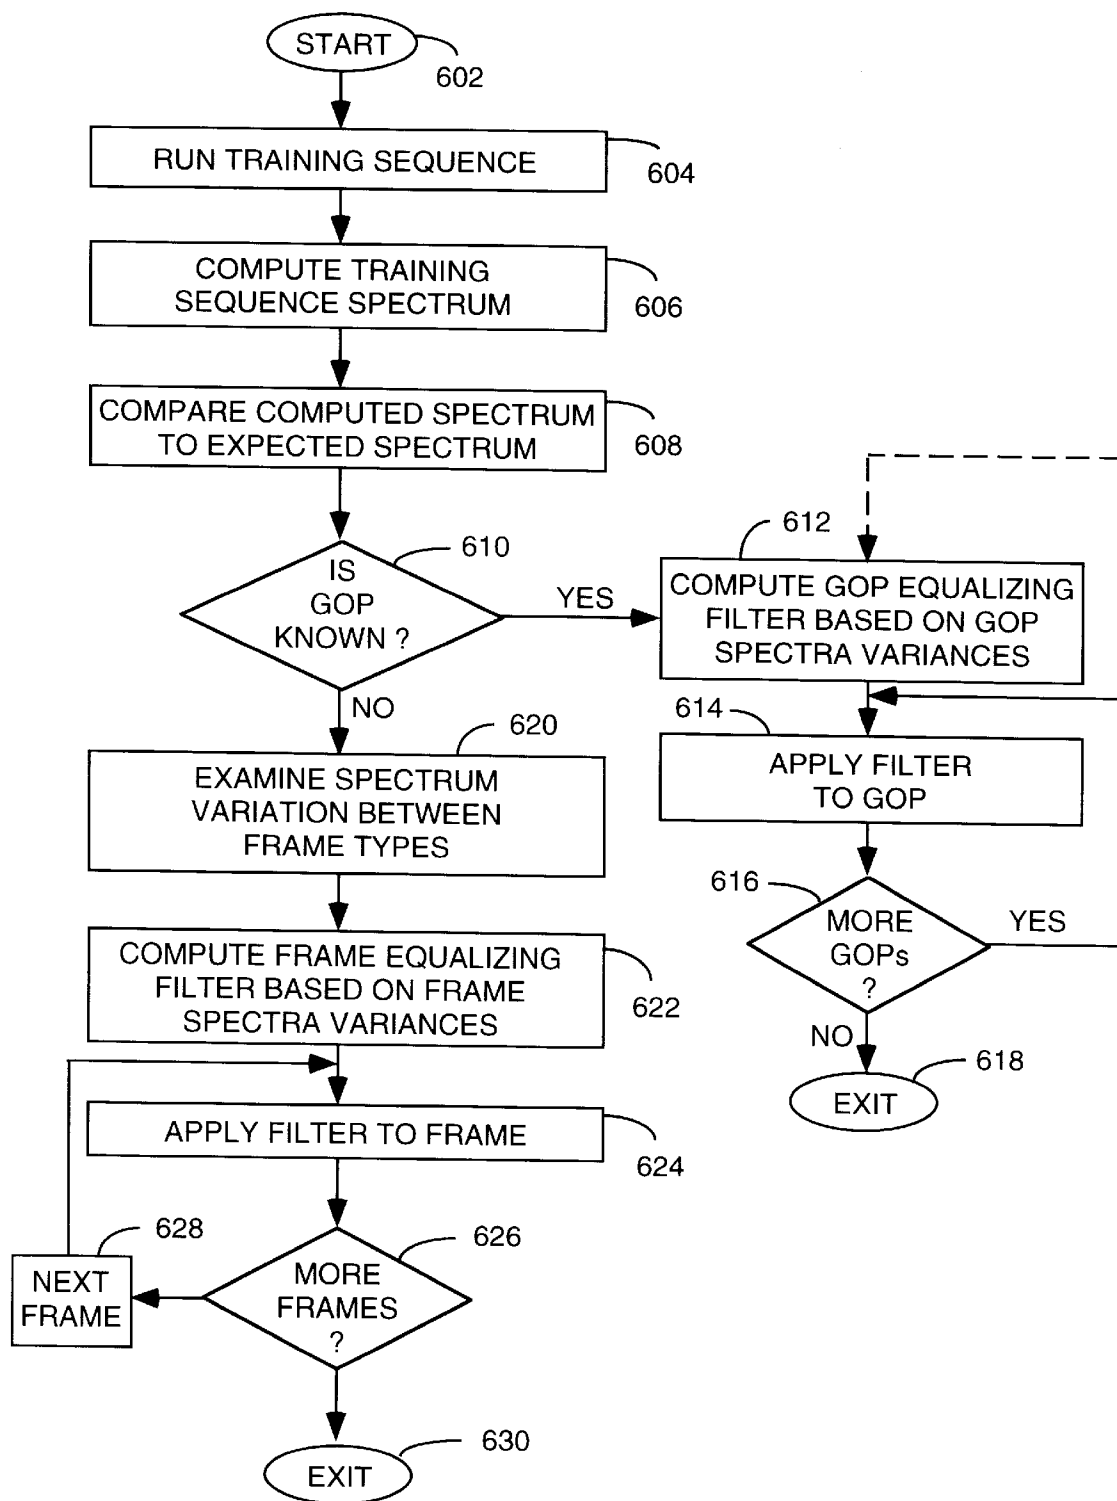 START
602
RUN TRAINING SEQUENCE
604
COMPUTE TRAINING
SEQUENCE SPECTRUM
606
COMPARE COMPUTED SPECTRUM
TO EXPECTED SPECTRUM
608
IS
GOP
KNOWN ?
610
YES
NO
612
COMPUTE GOP EQUALIZING
FILTER BASED ON GOP
SPECTRA VARIANCES
614
APPLY FILTER
TO GOP
616
MORE
GOPs
?
YES
NO
618
EXIT
620
EXAMINE SPECTRUM
VARIATION BETWEEN
FRAME TYPES
COMPUTE FRAME EQUALIZING
FILTER BASED ON FRAME
SPECTRA VARIANCES
622
APPLY FILTER TO FRAME
624
626
MORE
FRAMES
?
628
NEXT
FRAME
630
EXIT